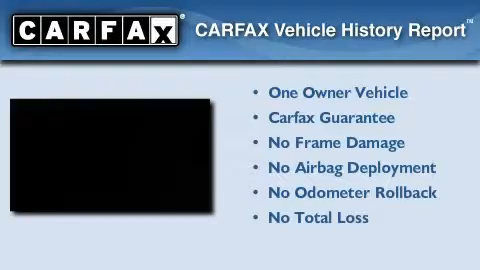 CARFAX® CARFAX Vehicle History Report™
• One Owner Vehicle
• Carfax Guarantee
• No Frame Damage
• No Airbag Deployment
• No Odometer Rollback
• No Total Loss